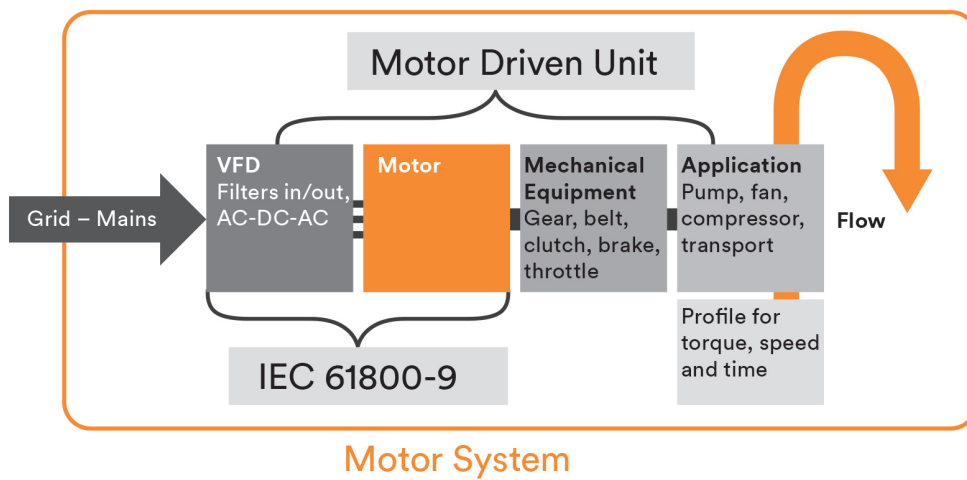 Motor Driven Unit
VFD
Filters in/out,
AC-DC-AC
Motor
Mechanical
Equipment
Gear, belt,
clutch, brake,
throttle
Application
Pump, fan,
compressor,
transport
Grid – Mains
Flow
Profile for
torque, speed
and time
IEC 61800-9
Motor System